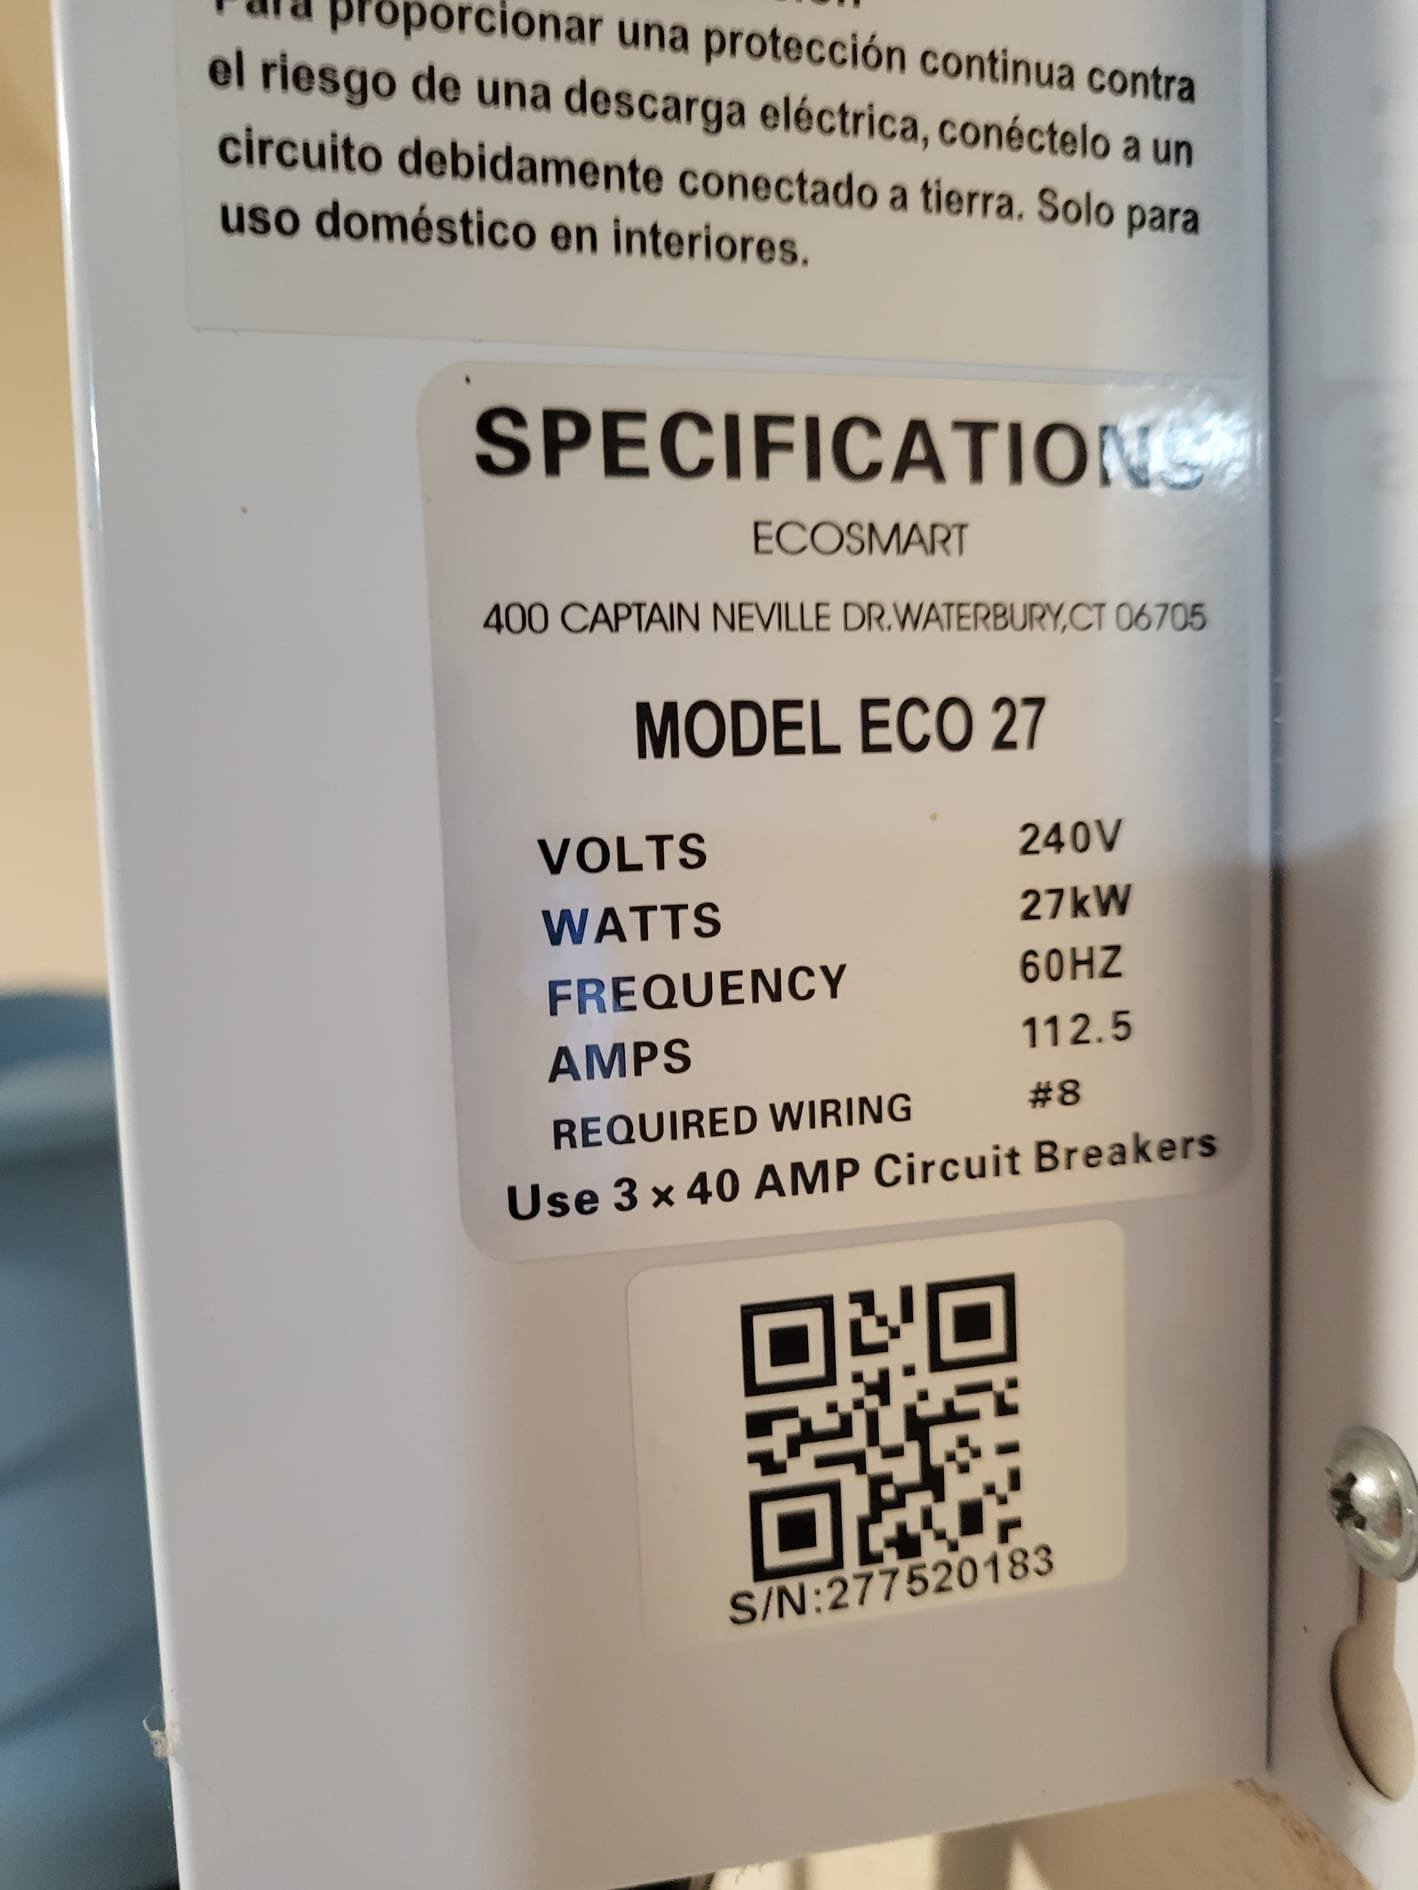 Para proporcionar una protección continua contra
el riesgo de una descarga eléctrica, conéctelo a un
circuito debidamente conectado a tierra. Solo para
uso doméstico en interiores.
SPECIFICATIONS
ECOSMART
400 CAPTAIN NEVILLE DR.WATERBURY,CT 06705
MODEL ECO 27
VOLTS 240V
WATTS 27kW
FREQUENCY 60HZ
AMPS 112.5
REQUIRED WIRING #8
Use 3 × 40 AMP Circuit Breakers
S/N:277520183